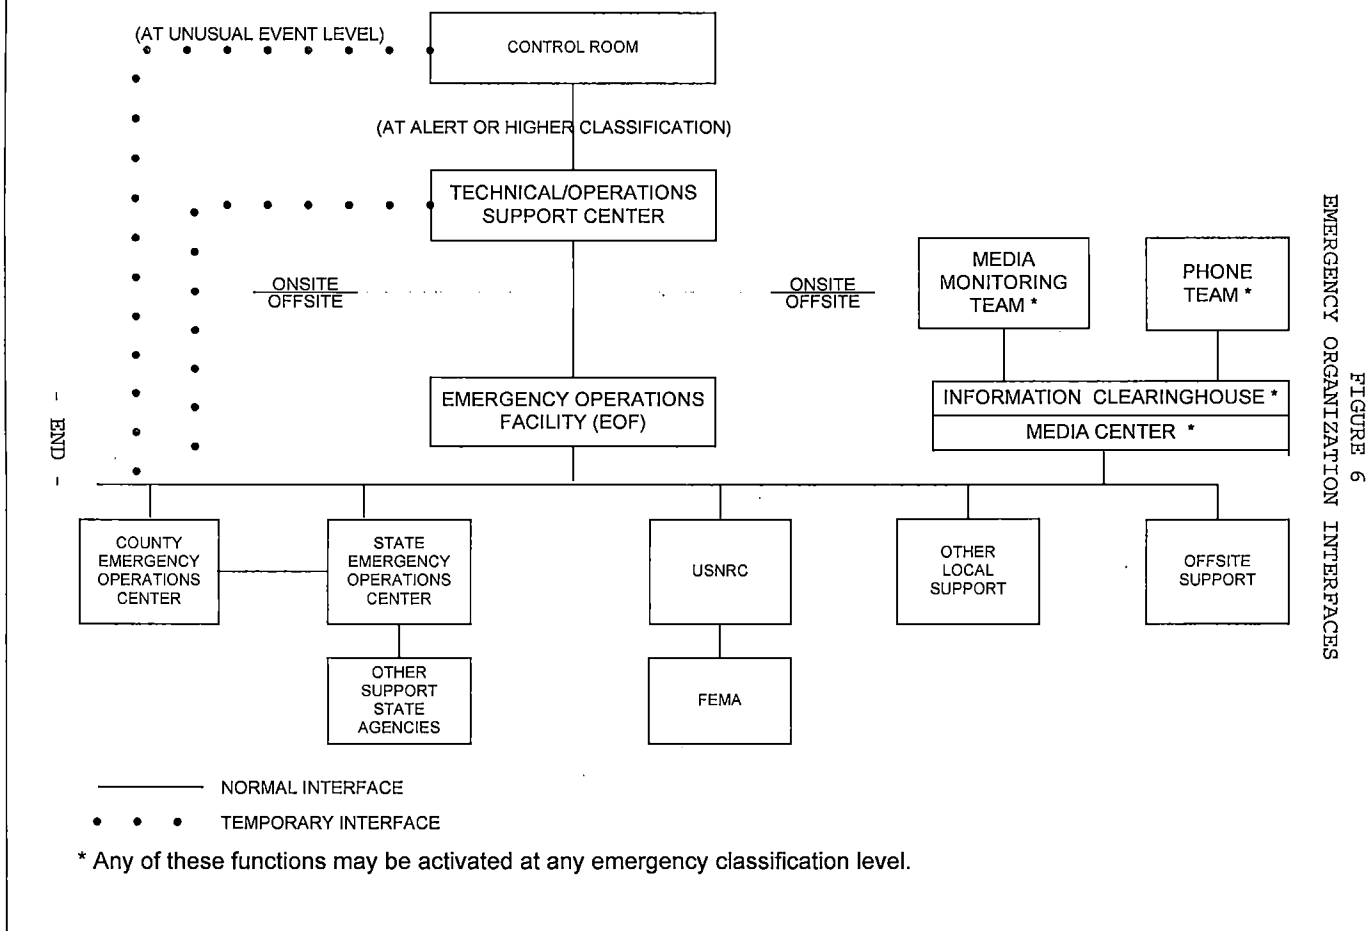 (AT UNUSUAL EVENT LEVEL)
CONTROL ROOM
(AT ALERT OR HIGHER CLASSIFICATION)
TECHNICAL/OPERATIONS
SUPPORT CENTER
ONSITE
OFFSITE
ONSITE
OFFSITE
MEDIA
MONITORING
TEAM *
PHONE
TEAM *
EMERGENCY OPERATIONS
FACILITY (EOF)
INFORMATION CLEARINGHOUSE *
MEDIA CENTER *
COUNTY
EMERGENCY
OPERATIONS
CENTER
STATE
EMERGENCY
OPERATIONS
CENTER
USNRC
OTHER
LOCAL
SUPPORT
OFFSITE
SUPPORT
OTHER
SUPPORT
STATE
AGENCIES
FEMA
NORMAL INTERFACE
TEMPORARY INTERFACE
* Any of these functions may be activated at any emergency classification level.
FIGURE 6
EMERGENCY ORGANIZATION INTERFACES
- END -